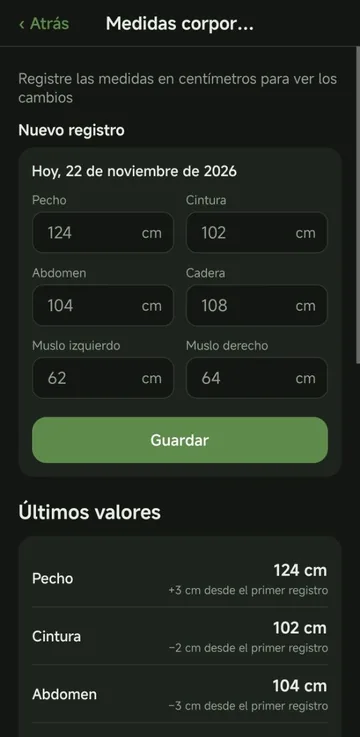 ‹ Atrás
Medidas corpor...
Registre las medidas en centímetros para ver los
cambios
Nuevo registro
Hoy, 22 de noviembre de 2026
Pecho
Cintura
124 cm
102 cm
Abdomen
Cadera
104 cm
108 cm
Muslo izquierdo
Muslo derecho
62 cm
64 cm
Guardar
Últimos valores
Pecho
124 cm
+3 cm desde el primer registro
Cintura
102 cm
−2 cm desde el primer registro
Abdomen
104 cm
−3 cm desde el primer registro